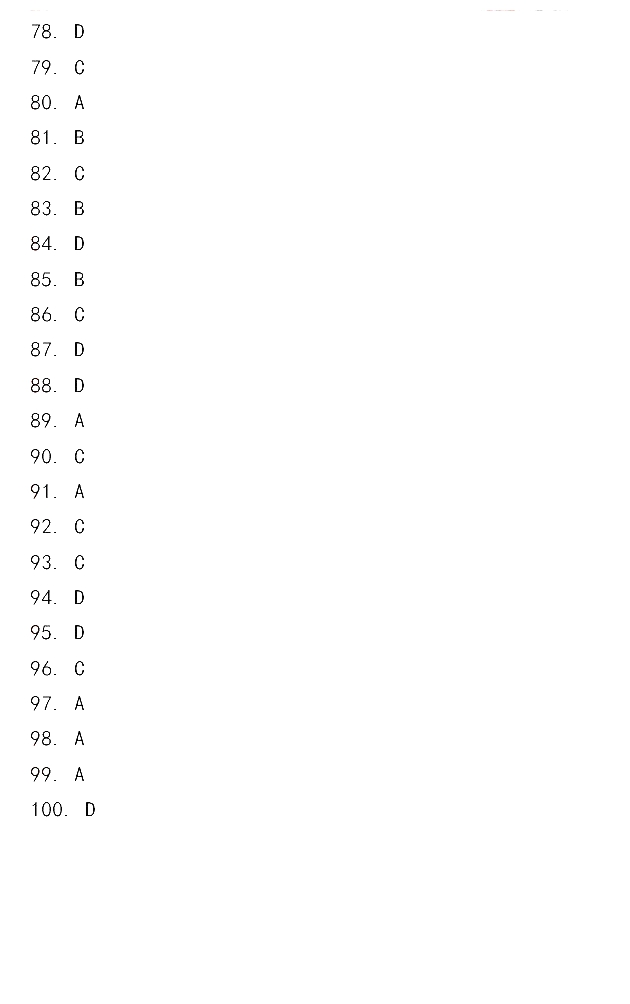 78. D
79. C
80. A
81. B
82. C
83. B
84. D
85. B
86. C
87. D
88. D
89. A
90. C
91. A
92. C
93. C
94. D
95. D
96. C
97. A
98. A
99. A
100. D